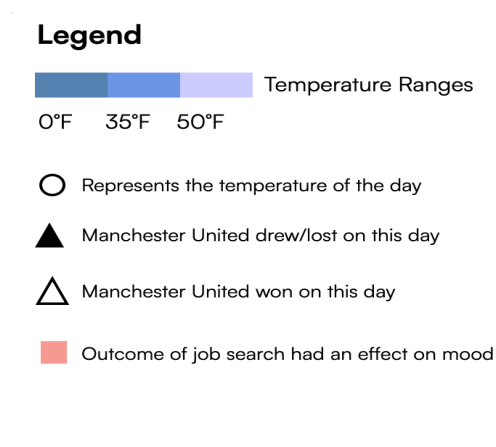 Legend
Temperature Ranges
0°F 35°F 50°F
Represents the temperature of the day
Manchester United drew/lost on this day
Manchester United won on this day
Outcome of job search had an effect on mood